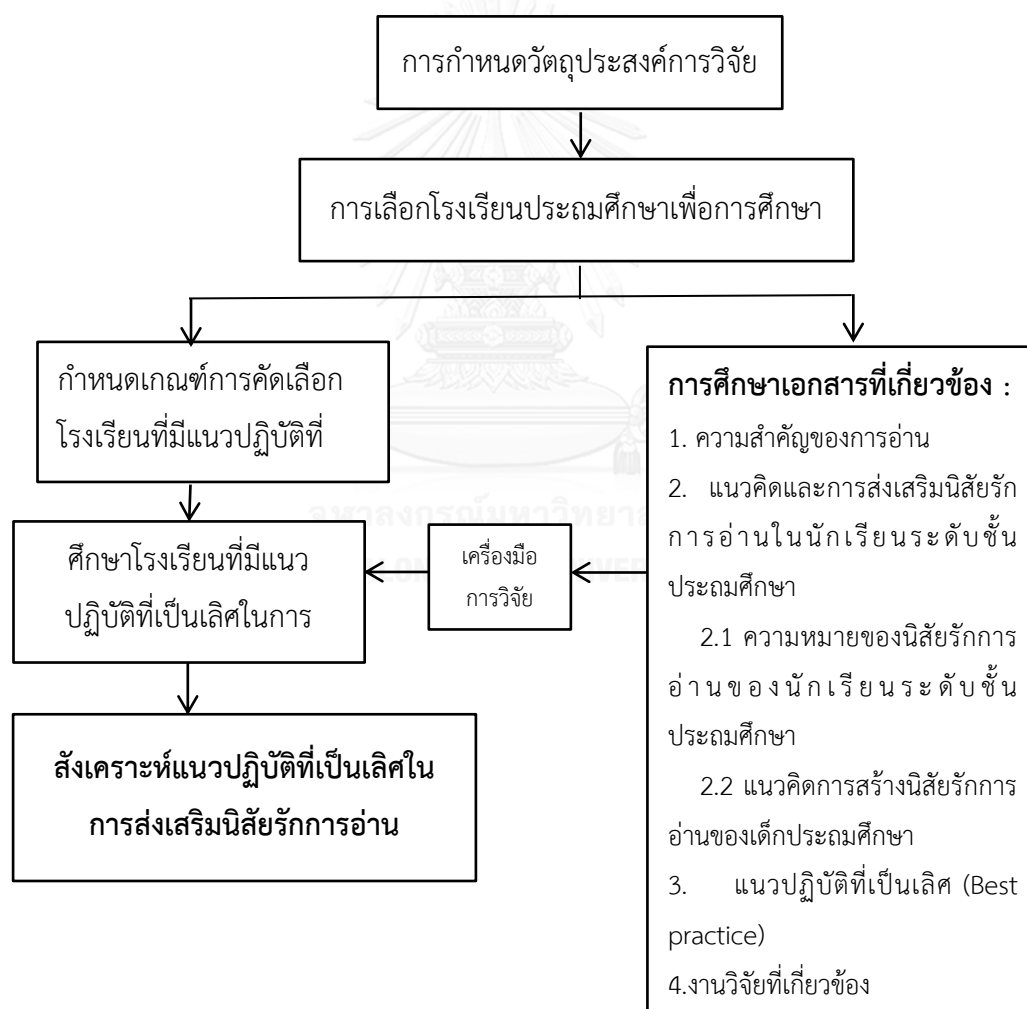 การกำหนดวัตถุประสงค์การวิจัย
การเลือกโรงเรียนประถมศึกษาเพื่อการศึกษา
กำหนดเกณฑ์การคัดเลือก
โรงเรียนที่มีแนวปฏิบัติที่
ศึกษาโรงเรียนที่มีแนว
ปฏิบัติที่เป็นเลิศในการ
เครื่องมือ
การวิจัย
สังเคราะห์แนวปฏิบัติที่เป็นเลิศใน
การส่งเสริมนิสัยรักการอ่าน
การศึกษาเอกสารที่เกี่ยวข้อง :
1. ความสำคัญของการอ่าน
2. แนวคิดและการส่งเสริมนิสัยรัก
การอ่านในนักเรียนระดับชั้น
ประถมศึกษา
2.1 ความหมายของนิสัยรักการ
อ่านของนักเรียนระดับชั้น
ประถมศึกษา
2.2 แนวคิดการสร้างนิสัยรักการ
อ่านของเด็กประถมศึกษา
3. แนวปฏิบัติที่เป็นเลิศ (Best
practice)
4.งานวิจัยที่เกี่ยวข้อง